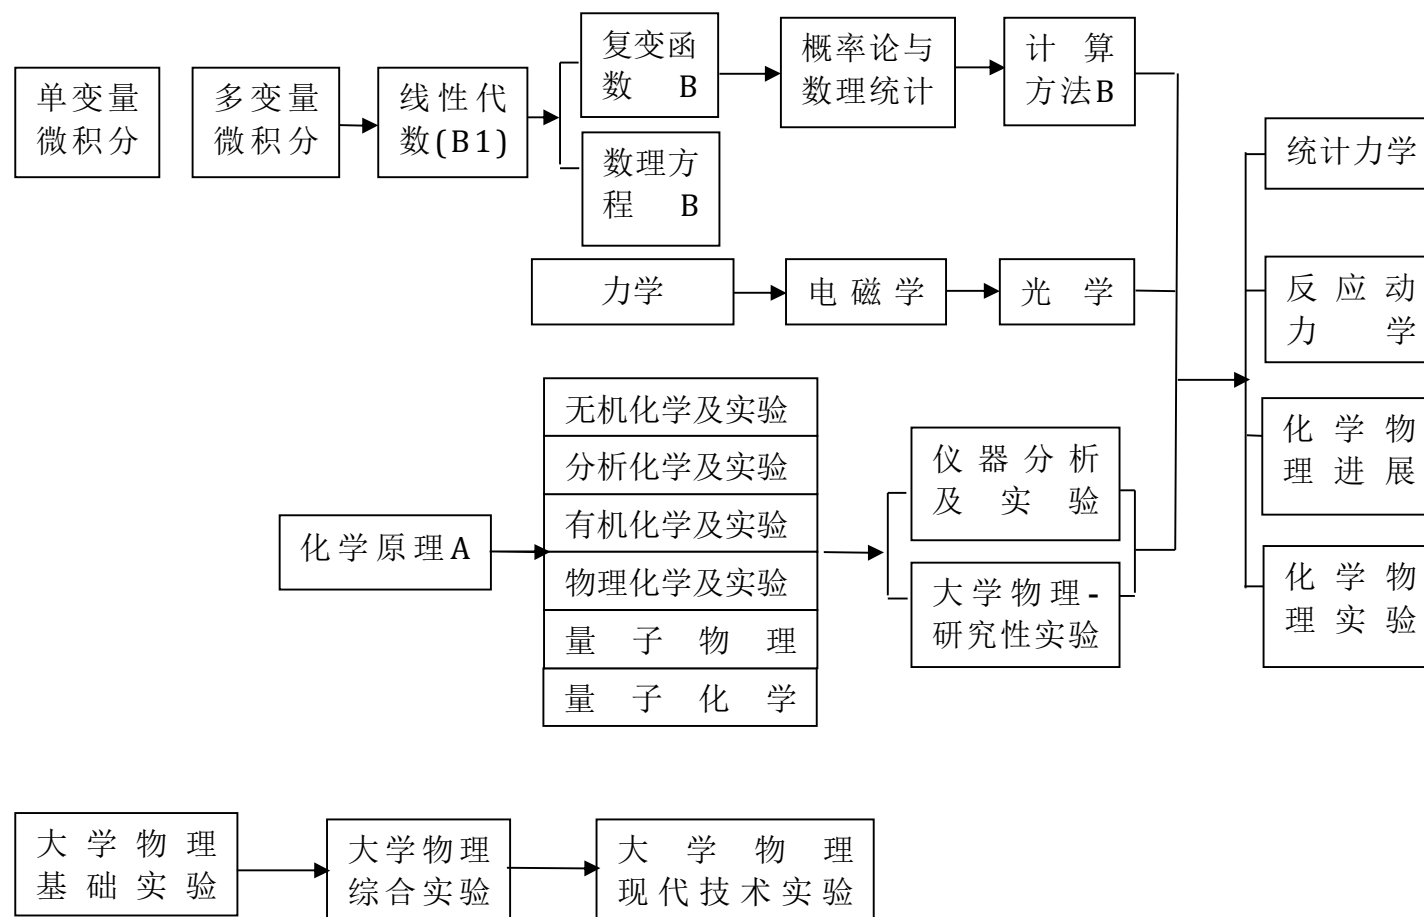 单变量
微积分
多变量
微积分
线性代
数(B1)
复变函
数 B
数理方
程 B
概率论与
数理统计
计算
方法B
力学
电磁学
光学
统计力学
反应动
力学
化学物
理进展
化学物
理实验
化学原理A
无机化学及实验
分析化学及实验
有机化学及实验
物理化学及实验
量子物理
量子化学
仪器分析
及实验
大学物理-
研究性实验
大学物理
基础实验
大学物理
综合实验
大学物理
现代技术实验